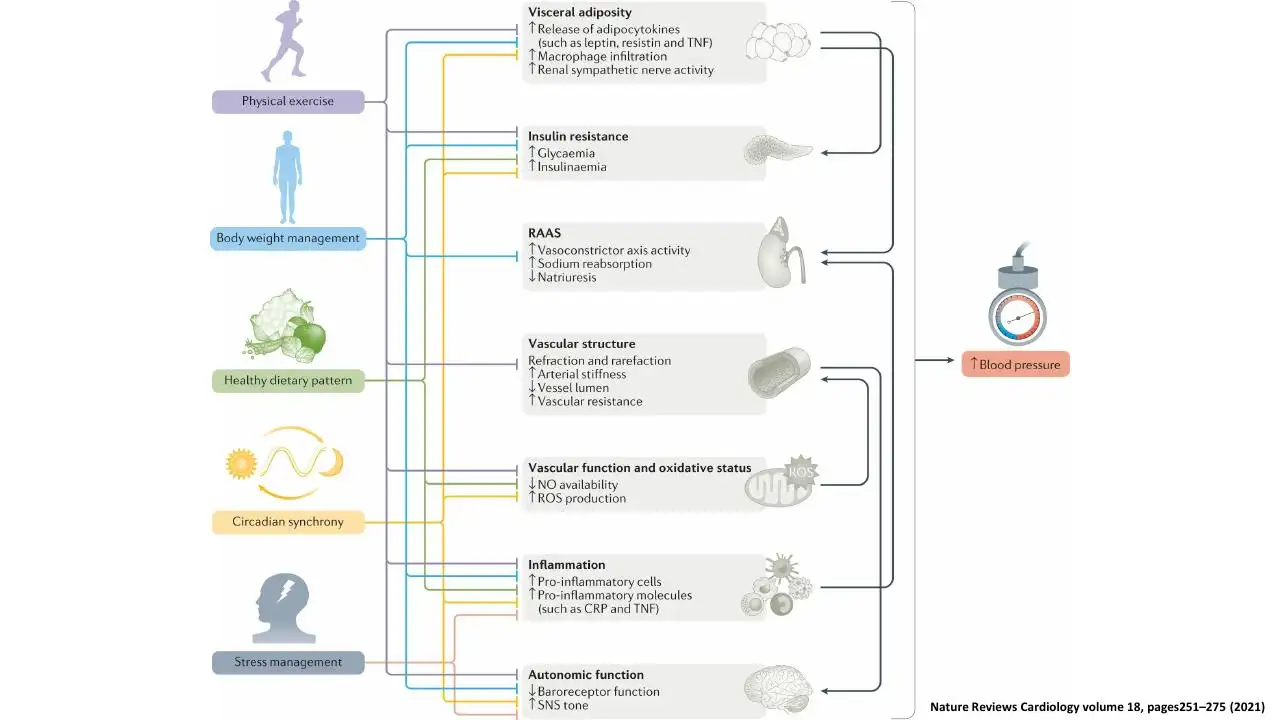 Physical exercise
Body weight management
Healthy dietary pattern
Circadian synchrony
Stress management
Visceral adiposity
↑Release of adipocytokines
(such as leptin, resistin and TNF)
↑Macrophage infiltration
↑Renal sympathetic nerve activity
Insulin resistance
↑Glycaemia
↑Insulinaemia
RAAS
↑Vasoconstrictor axis activity
↑Sodium reabsorption
↓Natriuresis
Vascular structure
Refraction and rarefaction
↑Arterial stiffness
↓Vessel lumen
↑Vascular resistance
Vascular function and oxidative status
↓NO availability
↑ROS production
ROS
Inflammation
↑Pro-inflammatory cells
↑Pro-inflammatory molecules
(such as CRP and TNF)
Autonomic function
↓Baroreceptor function
↑SNS tone
↑Blood pressure
Nature Reviews Cardiology volume 18, pages251–275 (2021)